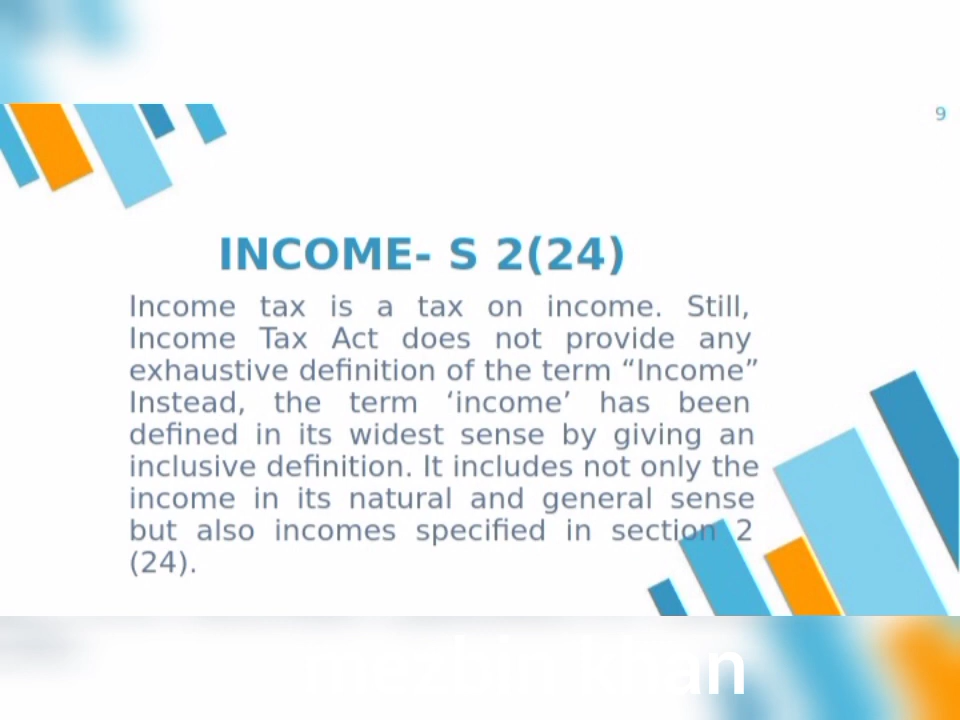 9
INCOME- S 2(24)
Income tax is a tax on income. Still,
Income Tax Act does not provide any
exhaustive definition of the term “Income”
Instead, the term ‘income’ has been
defined in its widest sense by giving an
inclusive definition. It includes not only the
income in its natural and general sense
but also incomes specified in section 2
(24).
mezbin khan